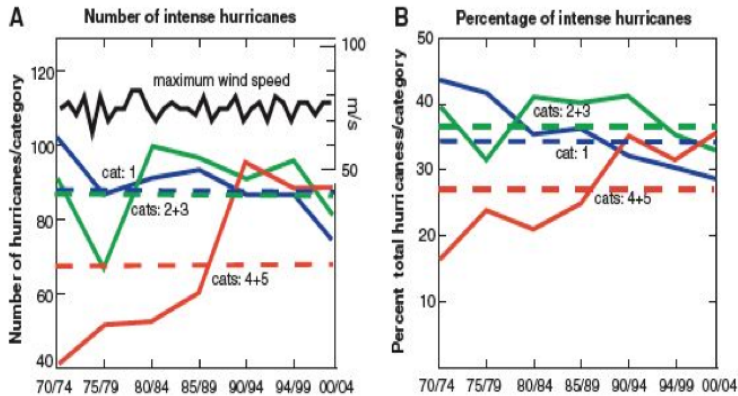 A
Number of intense hurricanes
Number of hurricanes/category
120
100
80
60
40
100
50
m/s
maximum wind speed
cat: 1
cats: 2+3
cats: 4+5
70/74 75/79 80/84 85/89 90/94 94/99 00/04
B
Percentage of intense hurricanes
Percent total hurricaness/category
50
40
30
20
10
cats: 2+3
cat: 1
cats: 4+5
70/74 75/79 80/84 85/89 90/94 94/99 00/04